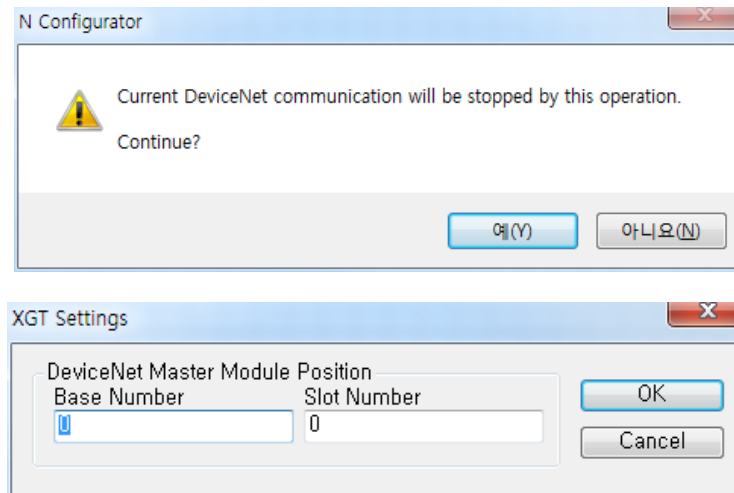 N Configurator
Current DeviceNet communication will be stopped by this operation.
Continue?
예(Y)
아니요(N)
XGT Settings
DeviceNet Master Module Position
Base Number
Slot Number
OK
0
0
Cancel